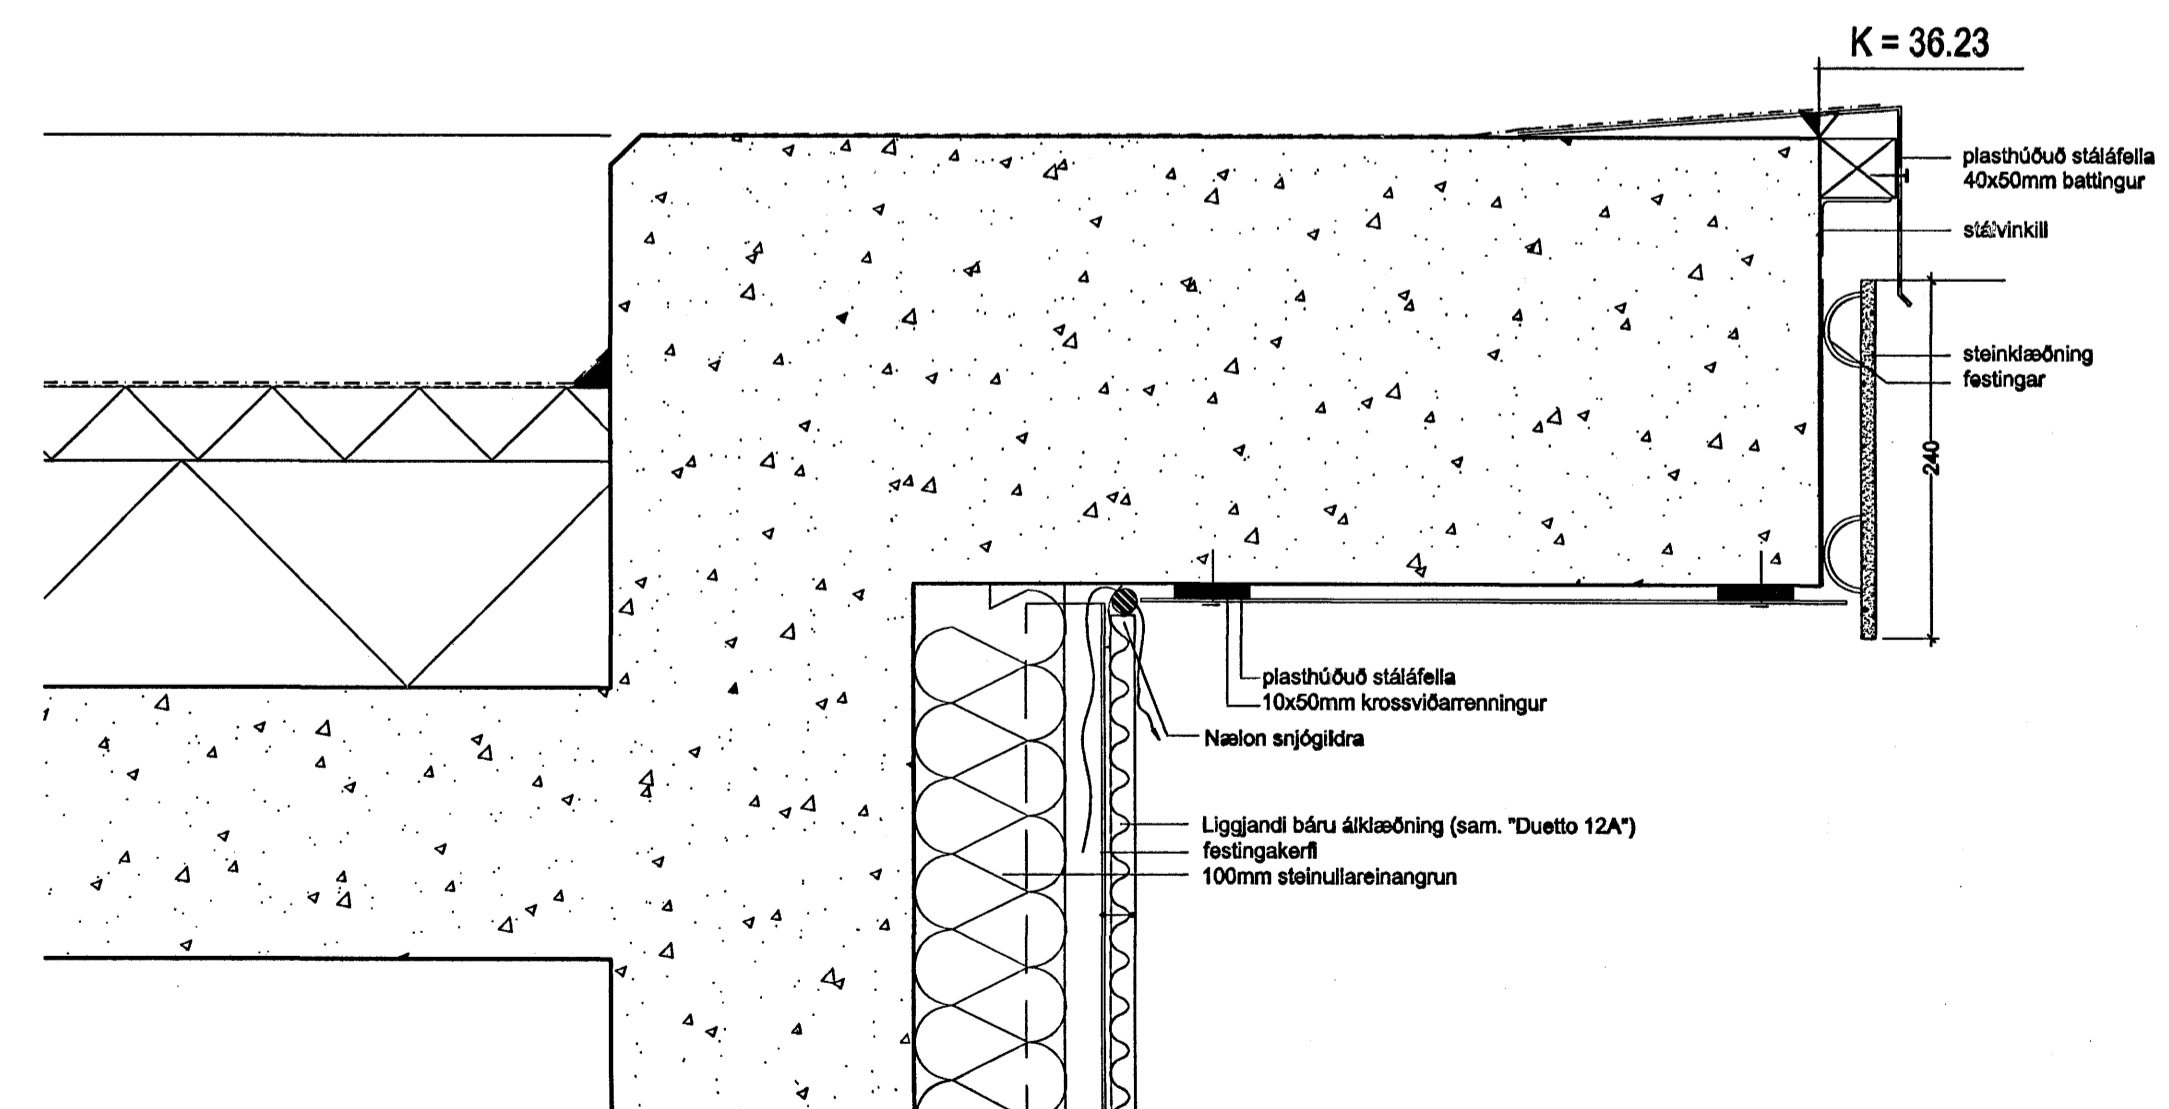 K = 36.23
plasthúðuð stáláfella
40x50mm battingur
stálvinkill
steinklæðning
festingar
240
plasthúðuð stáláfella
10x50mm krossviðarrenningur
Nælon snjógildra
Liggjandi báru álklæðning (sam. "Duetto 12A")
festingakerfi
100mm steinullareinangrun